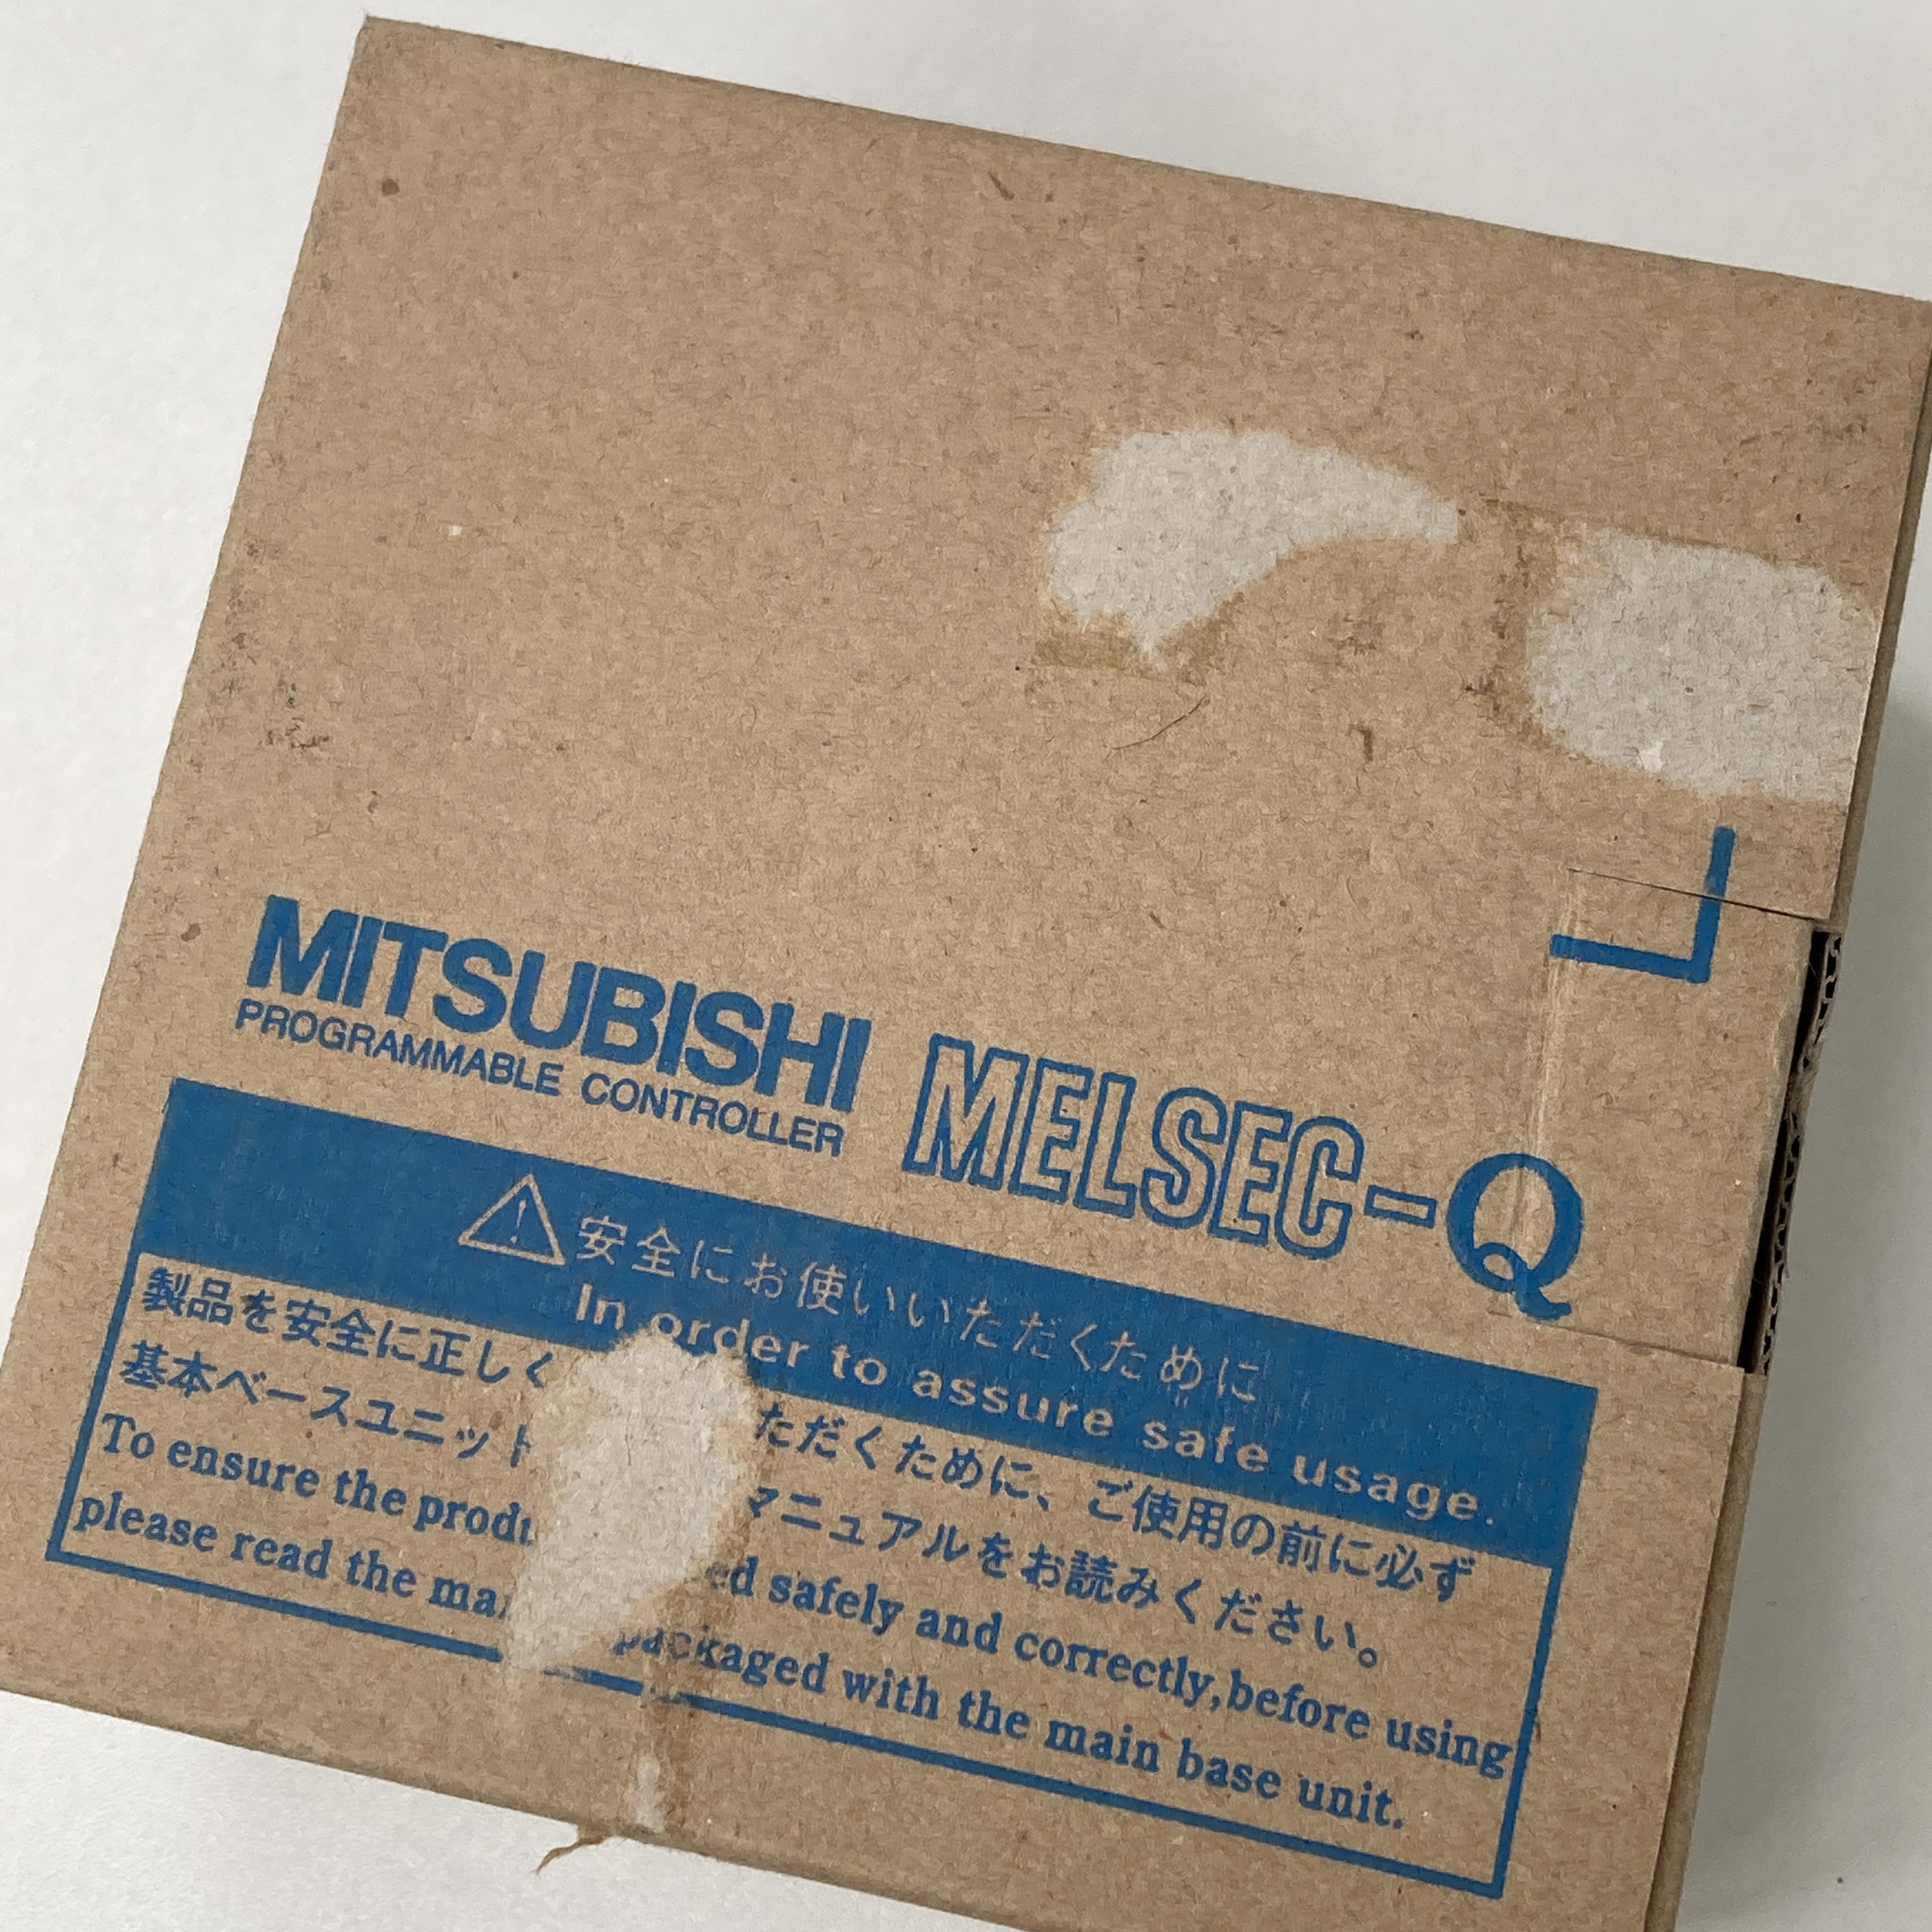 MITSUBISHI
PROGRAMMABLE CONTROLLER
MELSEC-Q
安全にお使いいただくために
In order to assure safe usage.
製品を安全に正しく ただくために、ご使用の前に必ず
基本ベースユニット マニュアルをお読みください。
To ensure the safely and correctly,before using
please read the packaged with the main base unit.